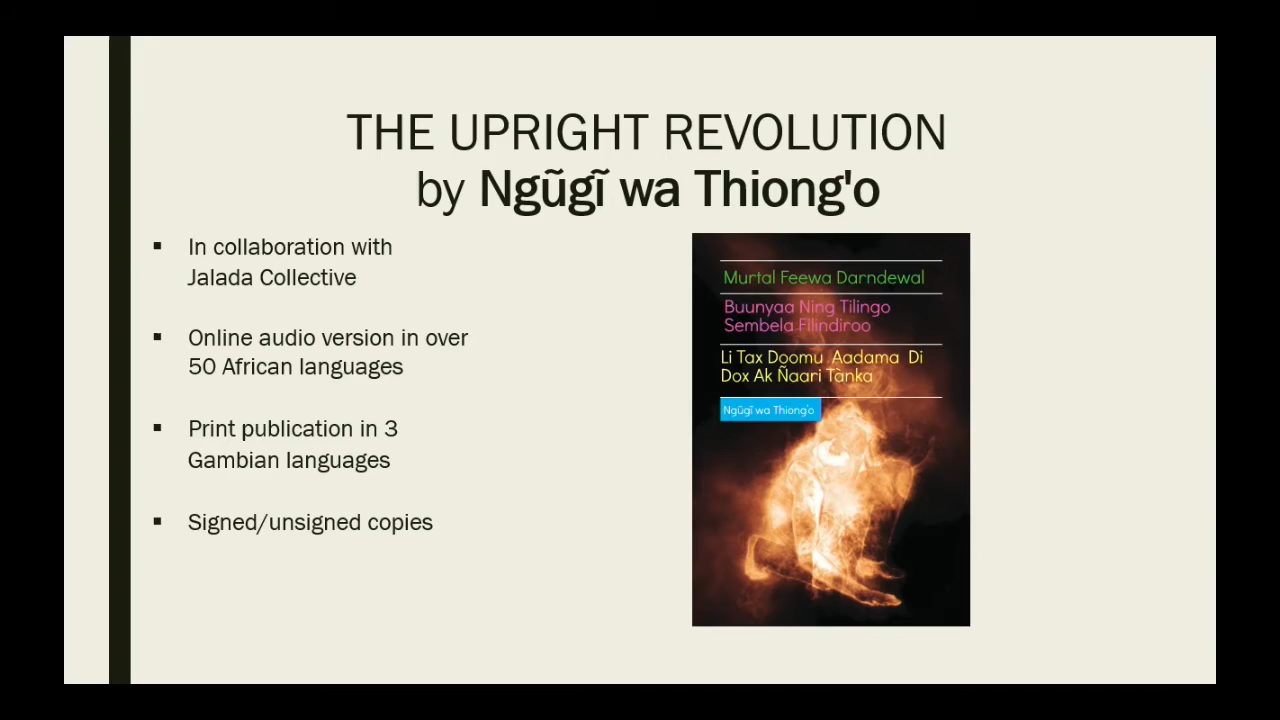 THE UPRIGHT REVOLUTION
by Ngũgĩ wa Thiong'o
▪ In collaboration with
Jalada Collective
▪ Online audio version in over
50 African languages
▪ Print publication in 3
Gambian languages
▪ Signed/unsigned copies
Murtal Feewa Darndewal
Buunyaa Ning Tilingo
Sembela Fllindiroo
Li Tax Doomu Aadama Di
Dox Ak Ñaari Tànka
Ngũgĩ wa Thiong'o